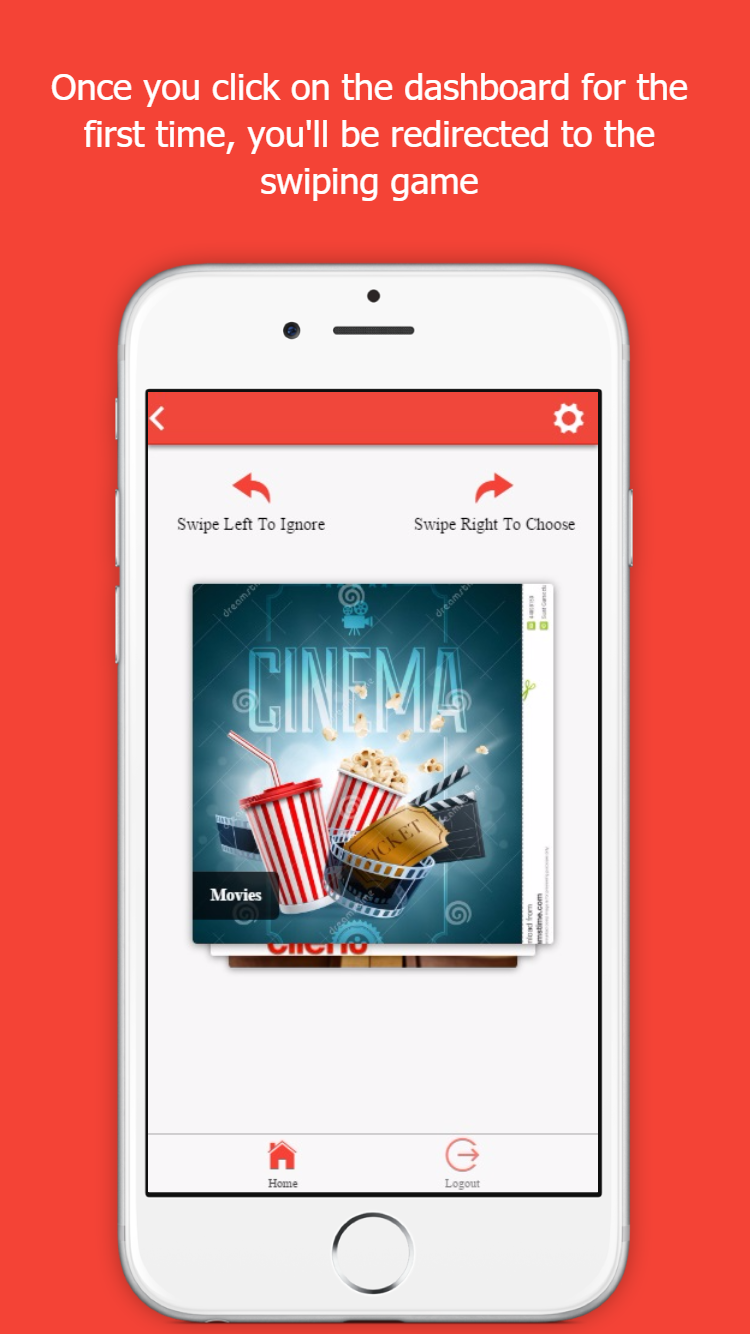 Once you click on the dashboard for the
first time, you'll be redirected to the
swiping game
Swipe Left To Ignore
Swipe Right To Choose
CINEMA
TICKET
Movies
Home
Logout